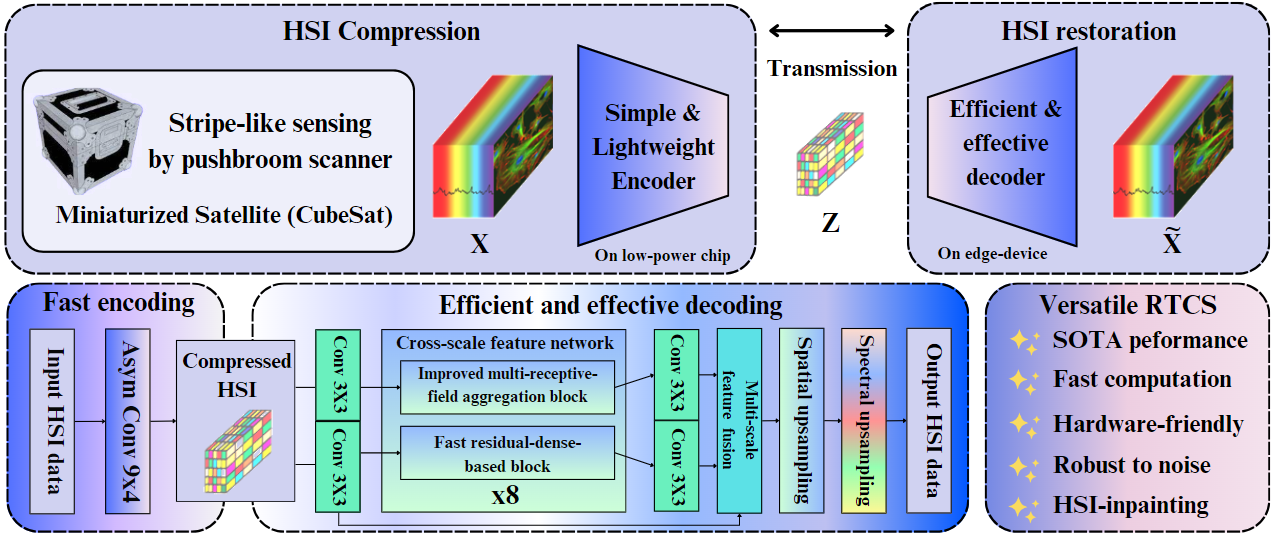 HSI Compression
Stripe-like sensing
by pushbroom scanner
Miniaturized Satellite (CubeSat)
X
Simple &
Lightweight
Encoder
On low-power chip
Transmission
Z
HSI restoration
Efficient &
effective
decoder
On edge-device
X̃
Fast encoding
Input HSI data
Asym Conv 9x4
Compressed
HSI
Efficient and effective decoding
Conv 3X3
Conv 3X3
Cross-scale feature network
Improved multi-receptive-
field aggregation block
Fast residual-dense-
based block
x8
Conv 3X3
Conv 3X3
Multi-scale
feature fusion
Spatial upsampling
Spectral upsampling
Output HSI data
Versatile RTCS
SOTA peformance
Fast computation
Hardware-friendly
Robust to noise
HSI-inpainting